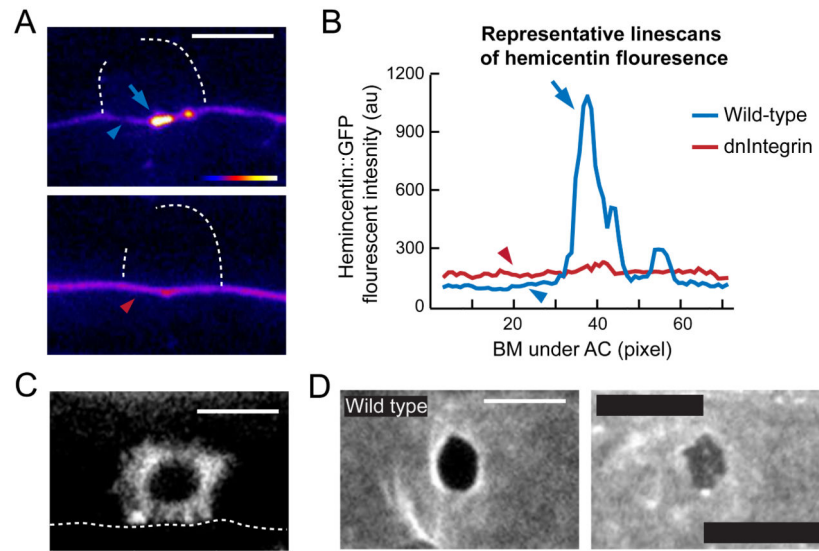 A
B
Representative linescans
of hemicentin flouresence
Hemincentin::GFP
flourescent intesnity (au)
1200
900
600
300
0
Wild-type
dnIntegrin
20
40
60
BM under AC (pixel)
C
D
Wild type